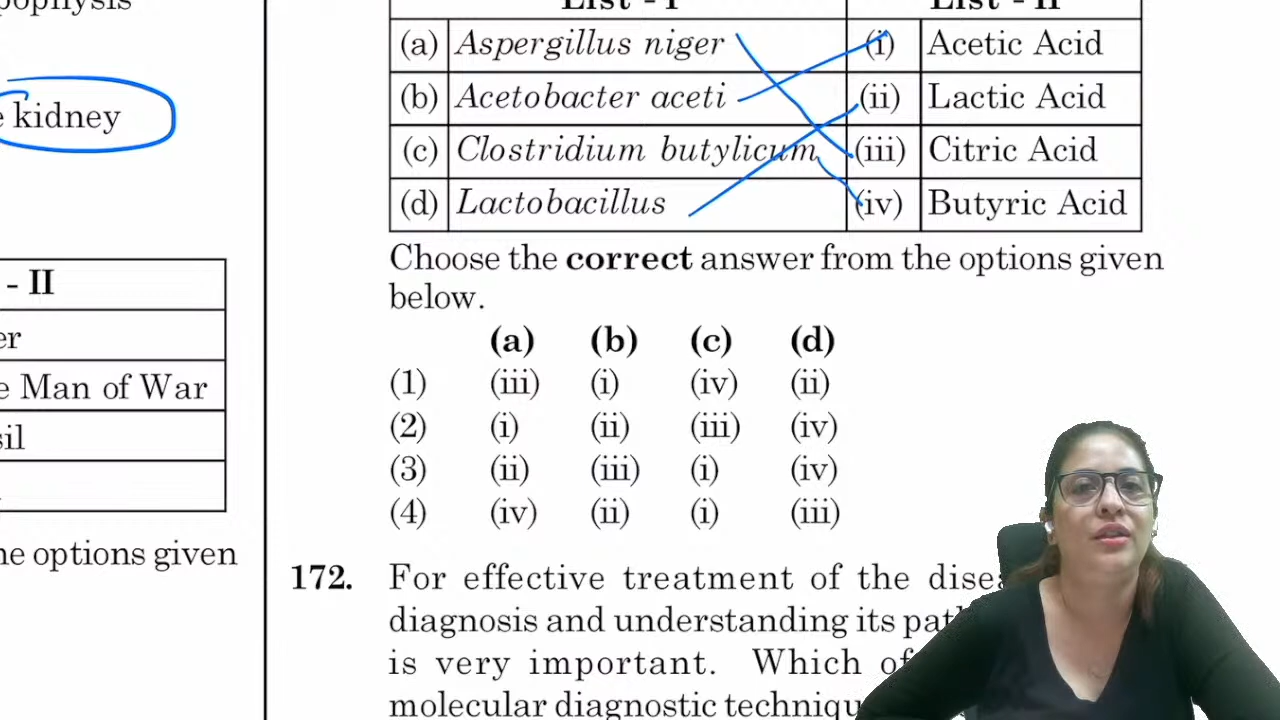 kidney
- II
er
e Man of War
sil
he options given
List - I List - II
(a) Aspergillus niger (i) Acetic Acid
(b) Acetobacter aceti (ii) Lactic Acid
(c) Clostridium butylicum (iii) Citric Acid
(d) Lactobacillus (iv) Butyric Acid
Choose the correct answer from the options given
below.
(a) (b) (c) (d)
(1) (iii) (i) (iv) (ii)
(2) (i) (ii) (iii) (iv)
(3) (ii) (iii) (i) (iv)
(4) (iv) (ii) (i) (iii)
172. For effective treatment of the disea
diagnosis and understanding its pat
is very important. Which of
molecular diagnostic techniqu